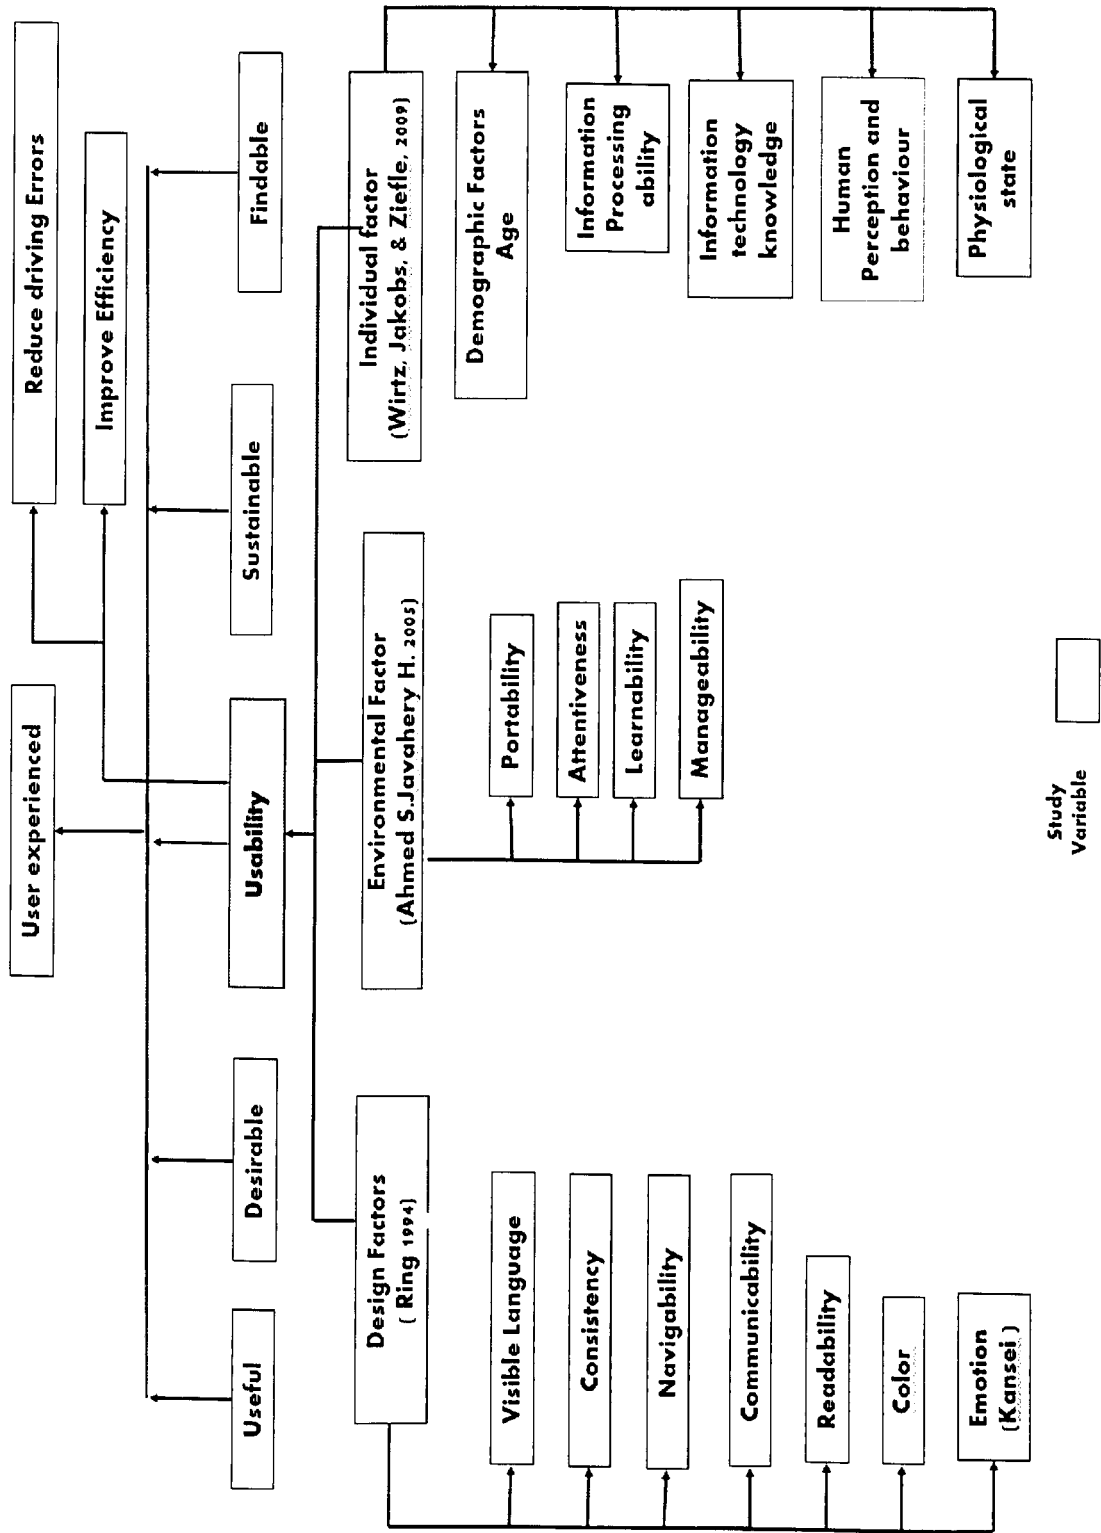 User experienced
Reduce driving Errors
Improve Efficiency
Useful
Desirable
Usability
Sustainable
Findable
Design Factors
( Ring 1994)
Environmental Factor
(Ahmed S.Javahery H. 2005)
Individual factor
(Wirtz, Jakobs, & Ziefle, 2009)
Visible Language
Consistency
Navigability
Communicability
Readability
Color
Emotion
(Kansei )
Portability
Attentiveness
Learnability
Manageability
Demographic Factors
Age
Information
Processing
ability
Information
technology
knowledge
Human
Perception and
behaviour
Physiological
state
Study
Variable